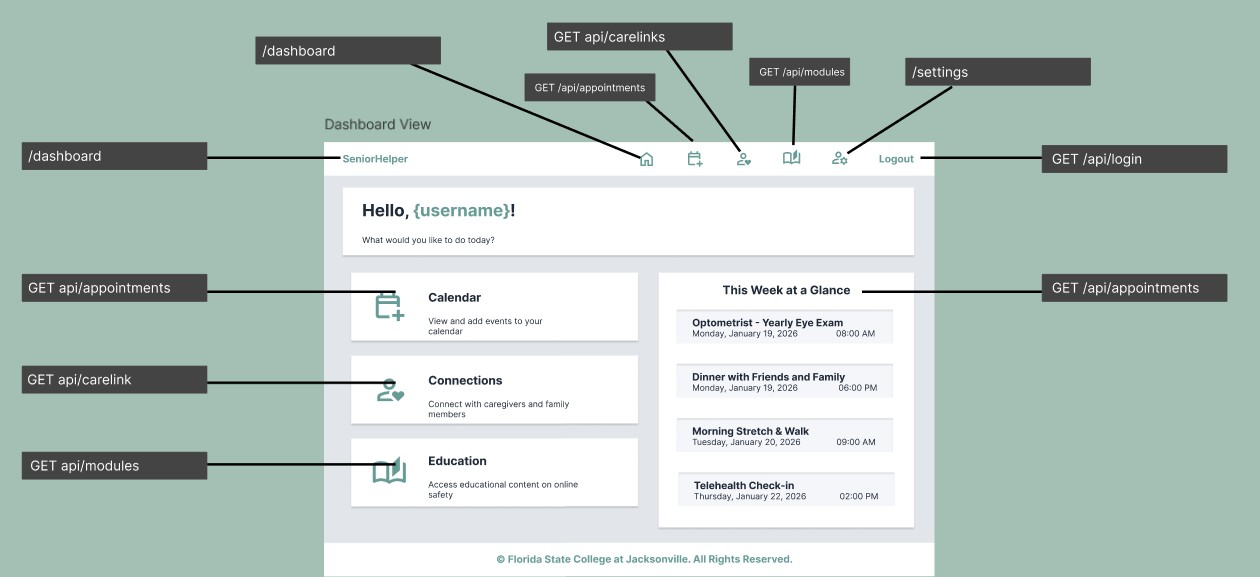 GET api/carelinks
/dashboard
GET /api/modules
/settings
GET /api/appointments
Dashboard View
/dashboard
SeniorHelper
Logout
GET /api/login
Hello, {username}!
What would you like to do today?
GET api/appointments
Calendar
View and add events to your
calendar
GET api/carelink
Connections
Connect with caregivers and family
members
GET api/modules
Education
Access educational content on online
safety
This Week at a Glance
GET /api/appointments
Optometrist - Yearly Eye Exam
Monday, January 19, 2026 08:00 AM
Dinner with Friends and Family
Monday, January 19, 2026 06:00 PM
Morning Stretch & Walk
Tuesday, January 20, 2026 09:00 AM
Telehealth Check-in
Thursday, January 22, 2026 02:00 PM
© Florida State College at Jacksonville. All Rights Reserved.